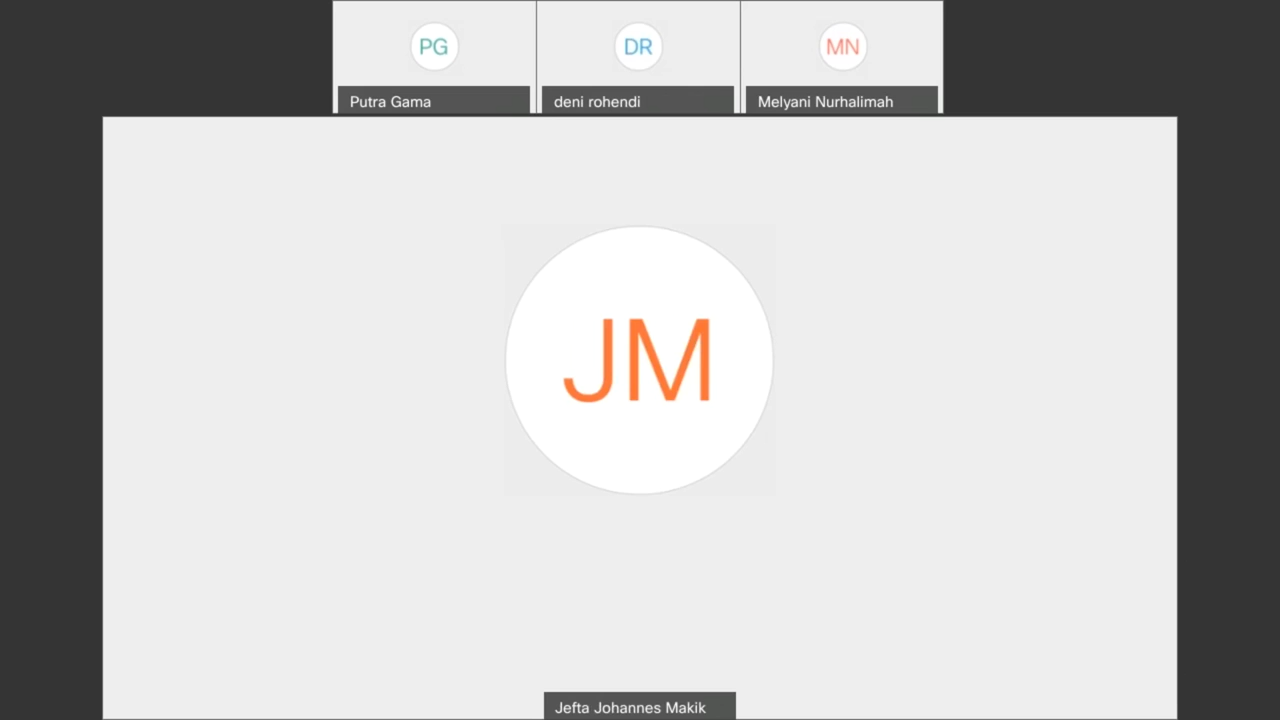 PG
DR
MN
Putra Gama
deni rohendi
Melyani Nurhalimah
JM
Jefta Johannes Makik